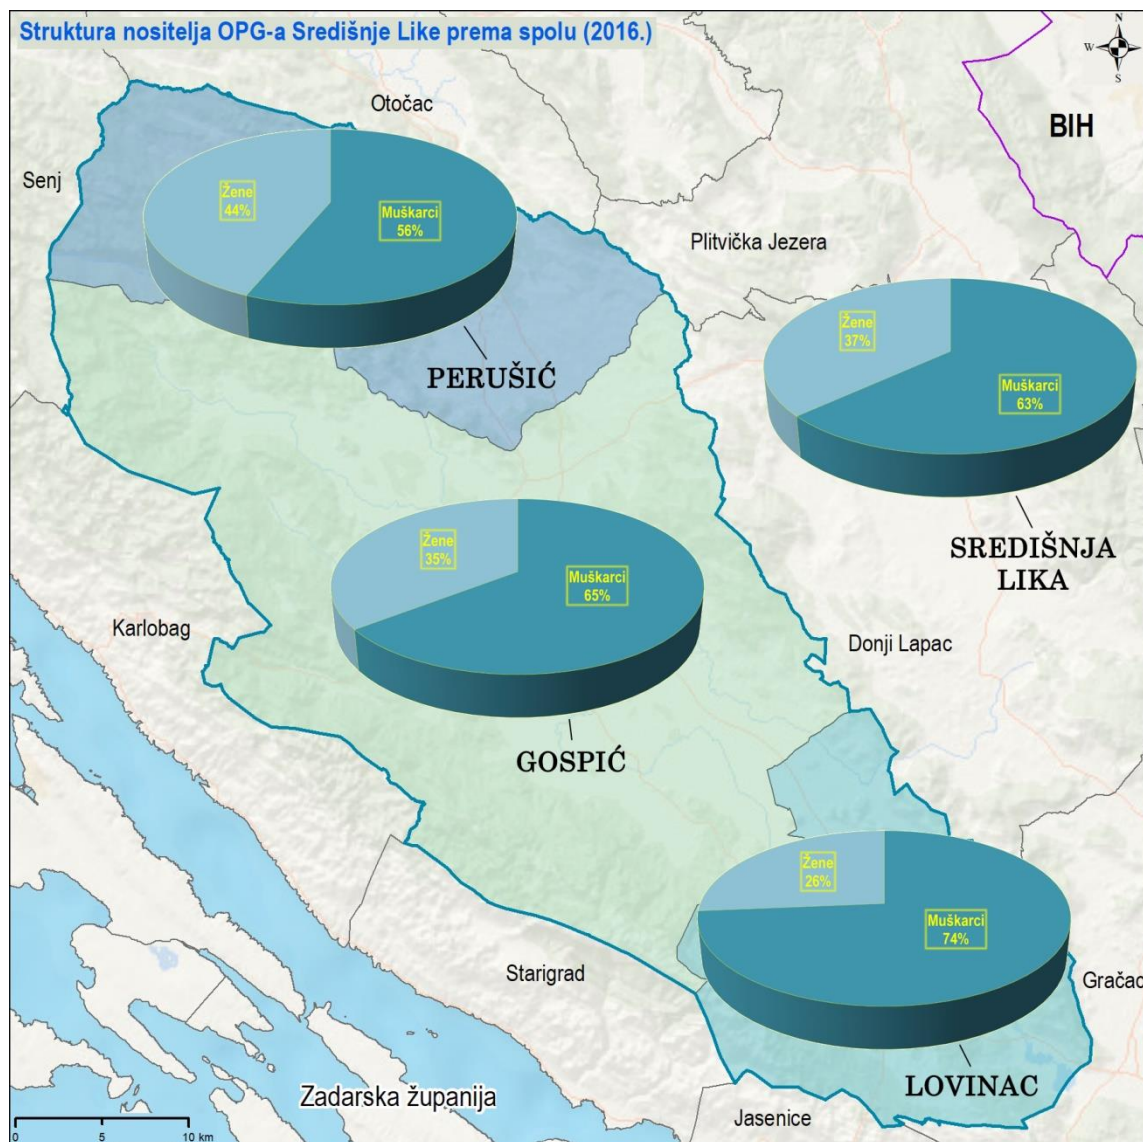 Struktura nositelja OPG-a Središnje Like prema spolu (2016.)
N
W
E
S
Otočac
BIH
Senj
Žene
44%
Muškarci
56%
Plitvička Jezera
PERUŠIĆ
Žene
37%
Muškarci
63%
SREDIŠNJA
LIKA
Žene
35%
Muškarci
65%
Karlobag
Donji Lapac
GOSPIĆ
Žene
26%
Muškarci
74%
Starigrad
Gračac
LOVINAC
Zadarska županija
Jasenice
0 5 10 km